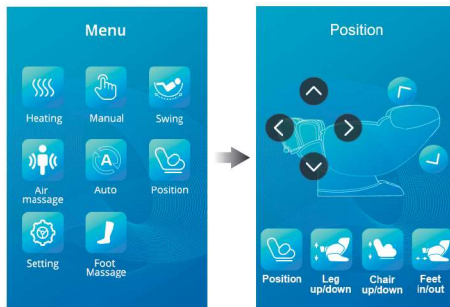 Menu
Heating
Manual
Swing
Air
massage
A
Auto
Position
Setting
Foot
Massage
Position
Position
Leg
up/down
Chair
up/down
Feet
in/out